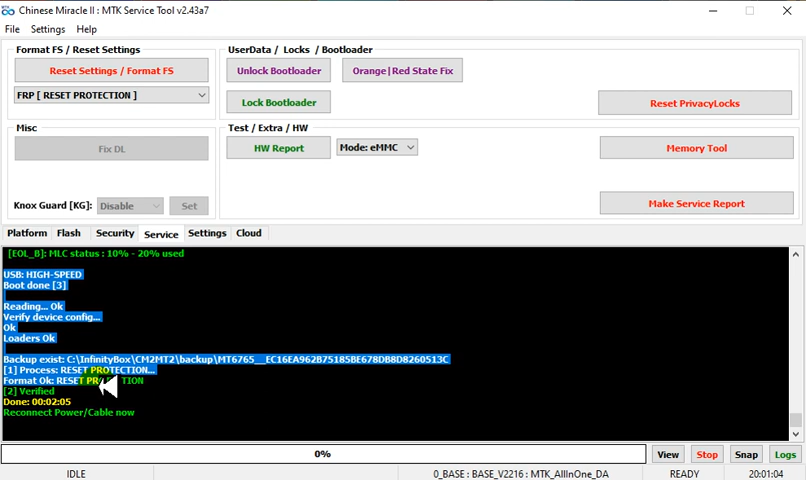 Chinese Miracle II : MTK Service Tool v2.43a7
File Settings Help
Format FS / Reset Settings
UserData / Locks / Bootloader
Reset Settings / Format FS
Unlock Bootloader
Orange|Red State Fix
FRP [ RESET PROTECTION ]
Lock Bootloader
Reset PrivacyLocks
Misc
Test / Extra / HW
Fix DL
HW Report
Mode: eMMC
Memory Tool
Knox Guard [KG]:
Disable
Set
Make Service Report
Platform Flash Security Service Settings Cloud
[EOL_B]: MLC status : 10% - 20% used
USB: HIGH-SPEED
Boot done [3]
Reading... Ok
Verify device config...
Ok
Loaders Ok
Backup exist: C:\InfinityBox\CM2MT2\backup\MT6765__EC16EA962B75185BE678DB8D8260513C
[1] Process: RESET PROTECTION...
Format Ok: RESET
[2] Verified
Done: 00:02:05
Reconnect Power/Cable now
0%
View Stop Snap Logs
IDLE
0_BASE : BASE_V2216 : MTK_AllInOne_DA
READY
20:01:04